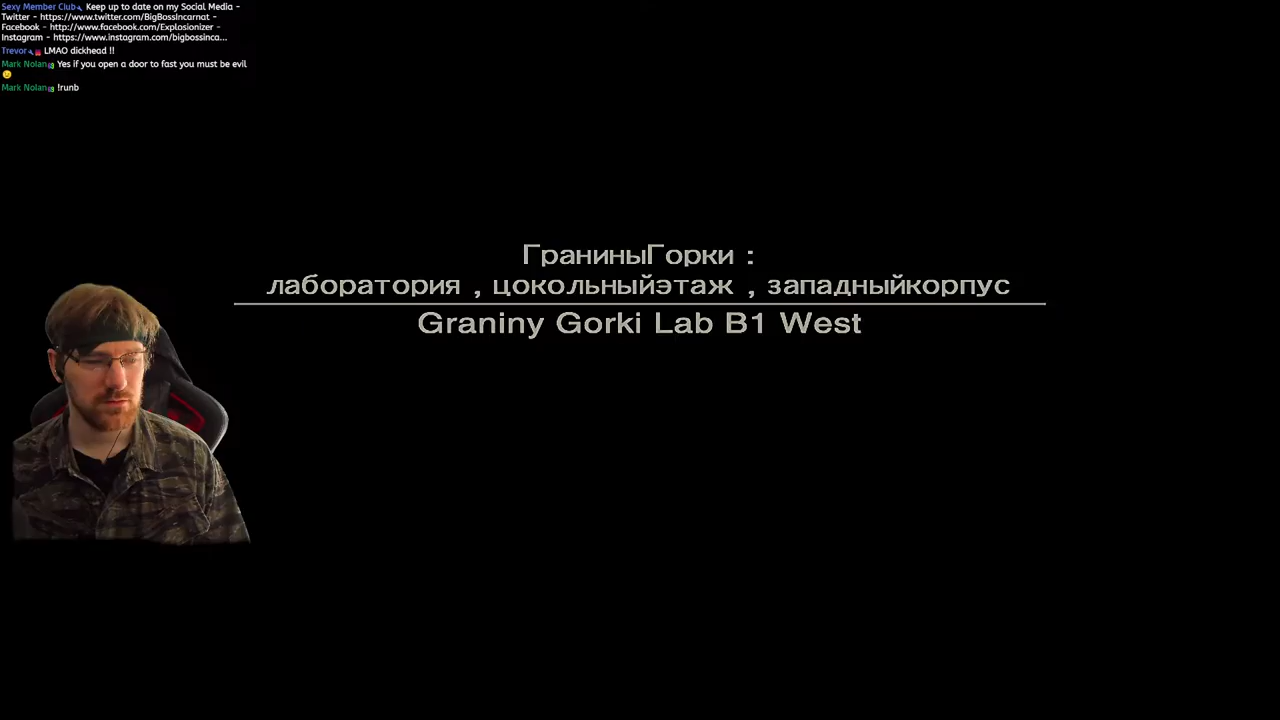 Sexy Member Club Keep up to date on my Social Media -
Twitter - https://www.twitter.com/BigBossIncarnat -
Facebook - http://www.facebook.com/Explosionizer -
Instagram - https://www.instagram.com/bigbossinca...
Trevor LMAO dickhead !!
Mark Nolan Yes if you open a door to fast you must be evil
Mark Nolan !runb
ГраниныГорки :
лаборатория , цокольныйэтаж , западныйкорпус
Graniny Gorki Lab B1 West